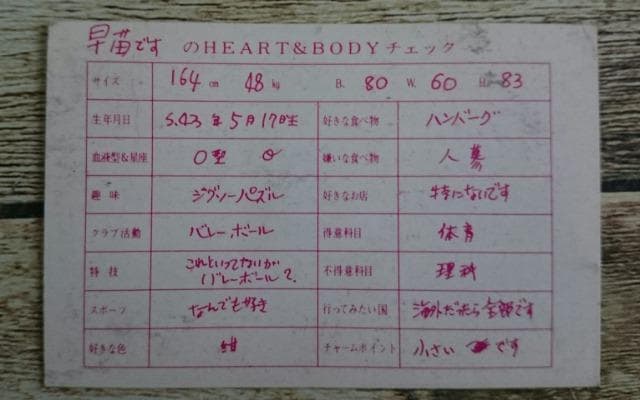 早苗です のHEART&BODYチェック
サイズ 164cm 48kg B. 80 W. 60 H. 83
生年月日 S.43年5月17日生 好きな食べ物 ハンバーグ
血液型&星座 O型 ♉ 嫌いな食べ物 人参
趣味 ジグソーパズル 好きなお店 特にないです
クラブ活動 バレーボール 得意科目 体育
特技 これといってないが 不得意科目 理科
バレーボール?
スポーツ なんでも好き 行ってみたい国 海外だったら全部です
好きな色 紺 チャームポイント 小さい です